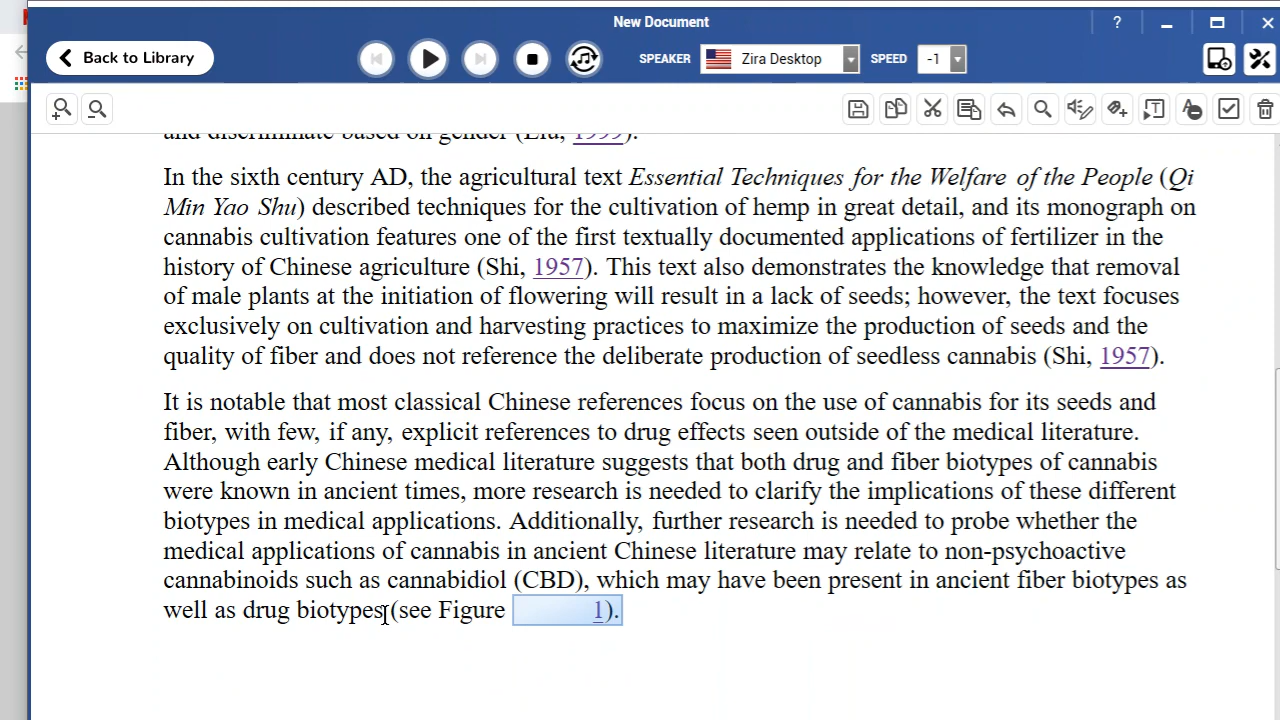 New Document
?
Back to Library
SPEAKER Zira Desktop SPEED -1
and discriminate based on gender (Liu, 1999).
In the sixth century AD, the agricultural text Essential Techniques for the Welfare of the People (Qi
Min Yao Shu) described techniques for the cultivation of hemp in great detail, and its monograph on
cannabis cultivation features one of the first textually documented applications of fertilizer in the
history of Chinese agriculture (Shi, 1957). This text also demonstrates the knowledge that removal
of male plants at the initiation of flowering will result in a lack of seeds; however, the text focuses
exclusively on cultivation and harvesting practices to maximize the production of seeds and the
quality of fiber and does not reference the deliberate production of seedless cannabis (Shi, 1957).
It is notable that most classical Chinese references focus on the use of cannabis for its seeds and
fiber, with few, if any, explicit references to drug effects seen outside of the medical literature.
Although early Chinese medical literature suggests that both drug and fiber biotypes of cannabis
were known in ancient times, more research is needed to clarify the implications of these different
biotypes in medical applications. Additionally, further research is needed to probe whether the
medical applications of cannabis in ancient Chinese literature may relate to non-psychoactive
cannabinoids such as cannabidiol (CBD), which may have been present in ancient fiber biotypes as
well as drug biotypes (see Figure 1).